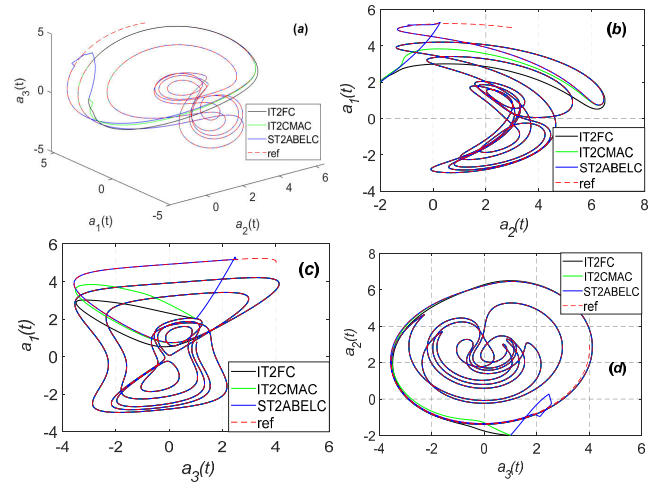 (a)
5
0
-5
a3(t)
5
0
-5
a1(t)
0
2
4
6
a2(t)
IT2FC
IT2CMAC
ST2ABELC
ref
(b)
6
4
2
0
-2
-4
a1(t)
-2
0
2
4
6
8
a2(t)
IT2FC
IT2CMAC
ST2ABELC
ref
(c)
6
4
2
0
-2
-4
a1(t)
-4
-2
0
2
4
6
a3(t)
IT2FC
IT2CMAC
ST2ABELC
ref
(d)
8
6
4
2
0
-2
a2(t)
-4
-2
0
2
4
6
a3(t)
IT2FC
IT2CMAC
ST2ABELC
ref